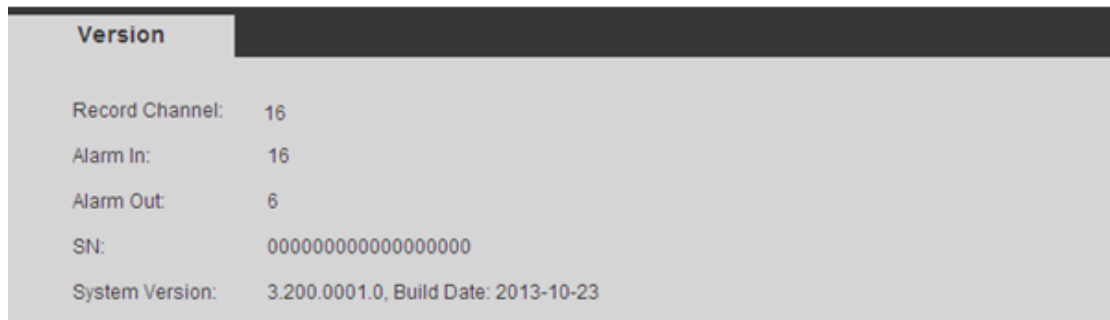 Version
Record Channel: 16
Alarm In: 16
Alarm Out: 6
SN: 000000000000000000
System Version: 3.200.0001.0, Build Date: 2013-10-23